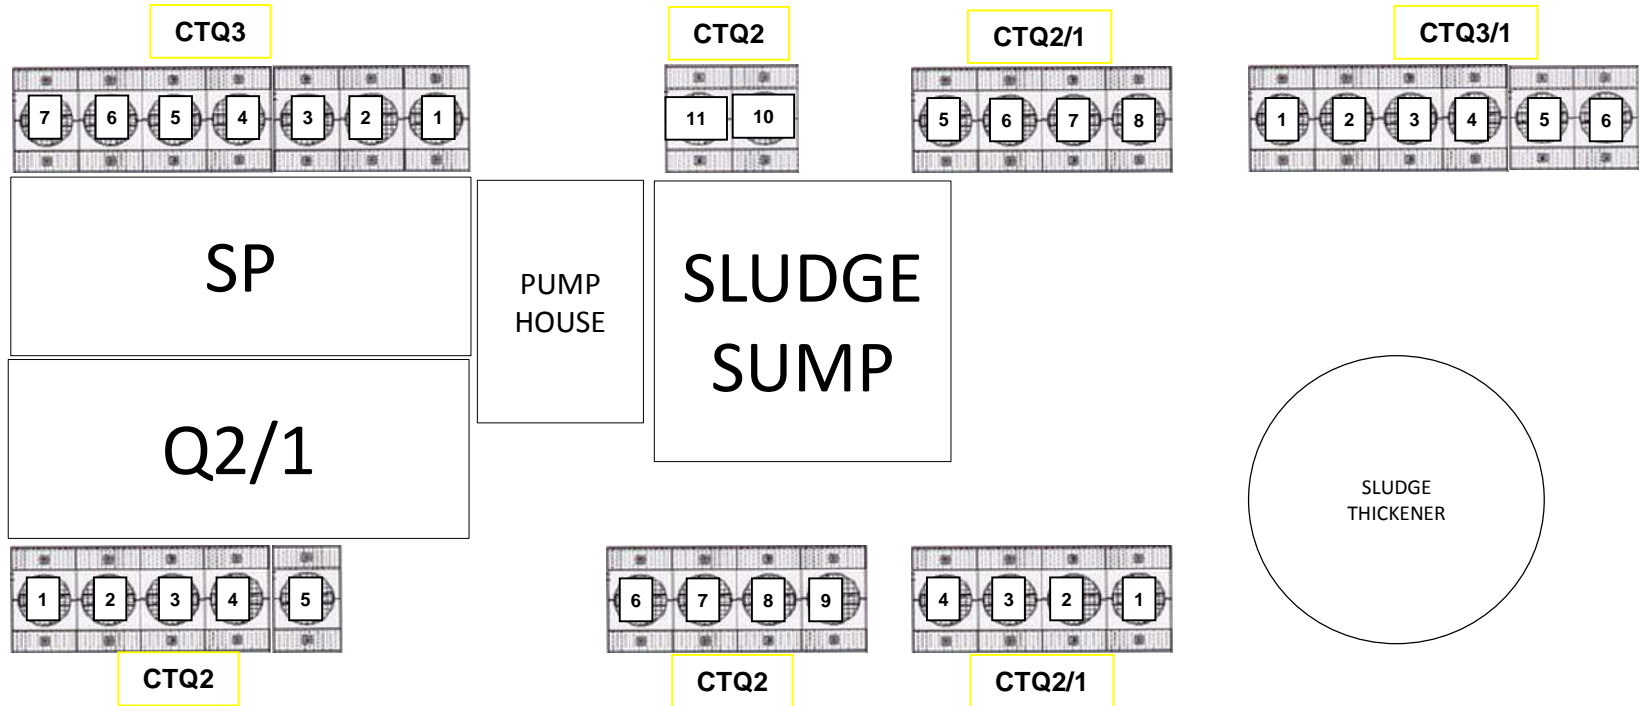 CTQ3
CTQ2
CTQ2/1
CTQ3/1
7 6 5 4 3 2 1
11 10
5 6 7 8
1 2 3 4 5 6
SP
PUMP
HOUSE
SLUDGE
SUMP
Q2/1
SLUDGE
THICKENER
1 2 3 4 5
6 7 8 9
4 3 2 1
CTQ2
CTQ2
CTQ2/1